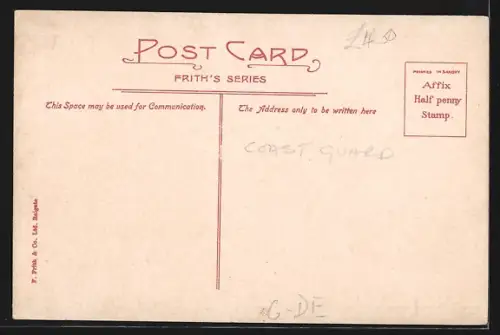 POST CARD
FRITH'S SERIES
This Space may be used for Communication.
The Address only to be written here
Affix
Half penny
Stamp.
COAST GUARD
F. Frith & Co. Ltd. Reigate
G-DE